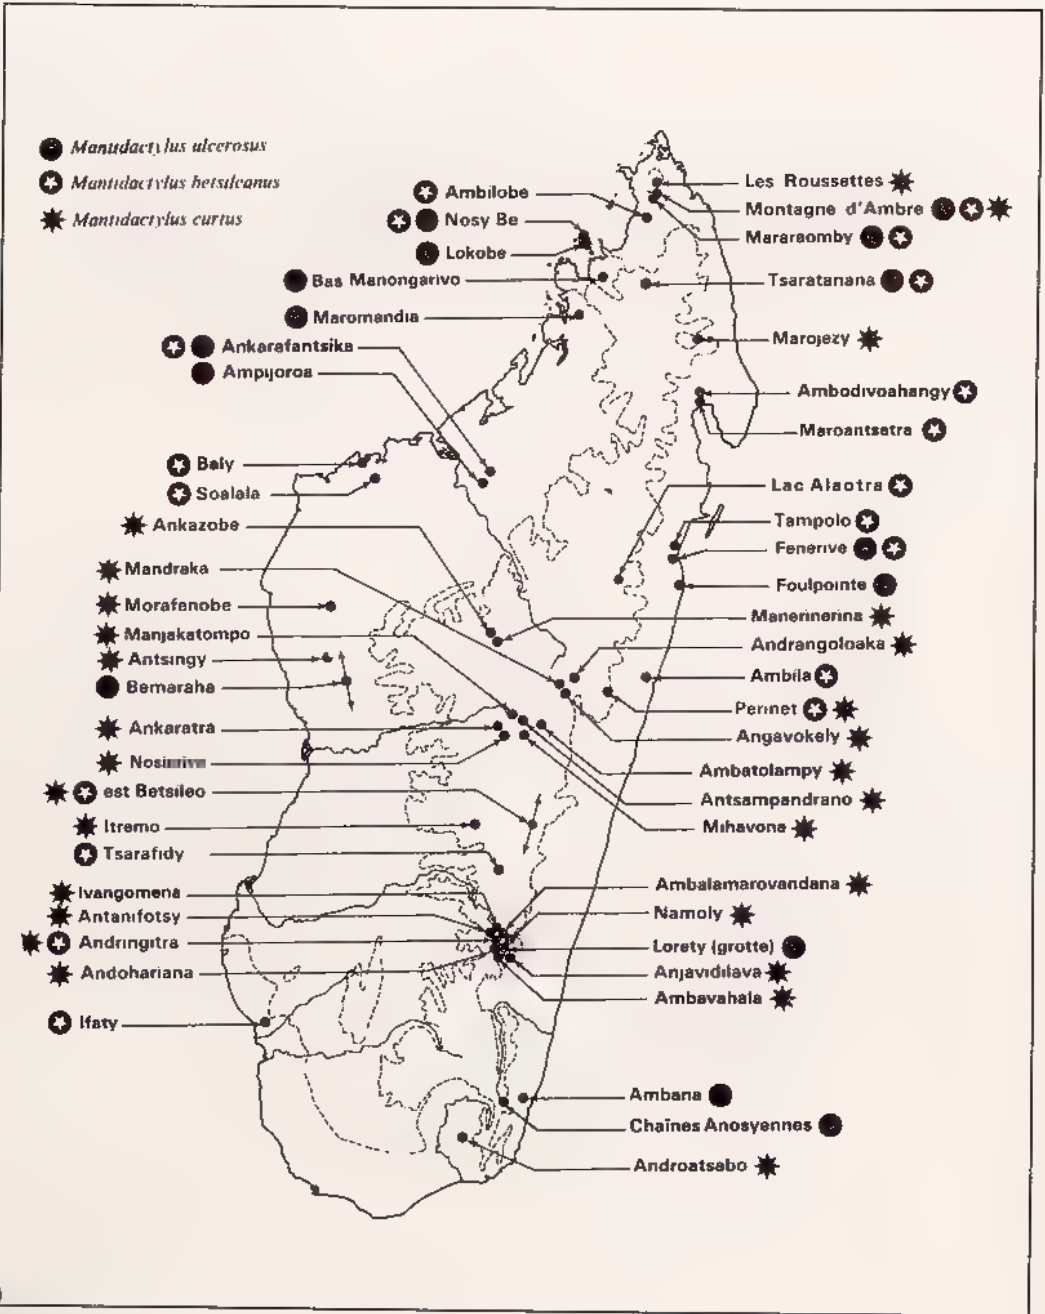 Mantidactylus ulcerosus
Mantidactylus betsileanus
Mantidactylus curtus
Ambilobe
Nosy Be
Lokobe
Bas Manongarivo
Maromandia
Ankarafantsika
Ampijoroa
Baly
Soalala
Ankazobe
Mandraka
Morafenobe
Manjakatompo
Antsingy
Bemaraha
Ankaratra
est Betsileo
Itremo
Tsarafidy
Ivangomena
Antanifotsy
Andringitra
Andohariana
Ifaty
Les Roussettes
Montagne d'Ambre
Mararaomby
Tsaratanana
Marojezy
Ambodivoahangy
Maroantsetra
Lac Alaotra
Tampolo
Fenerive
Foulpointe
Manerinerina
Andrangoloaka
Ambila
Perinet
Angavokely
Ambatolampy
Antsampandrano
Mihavona
Ambalamarovandana
Namoly
Lorety (grotte)
Anjavidilava
Ambavahala
Ambana
Chaînes Anosyennes
Androatsabo